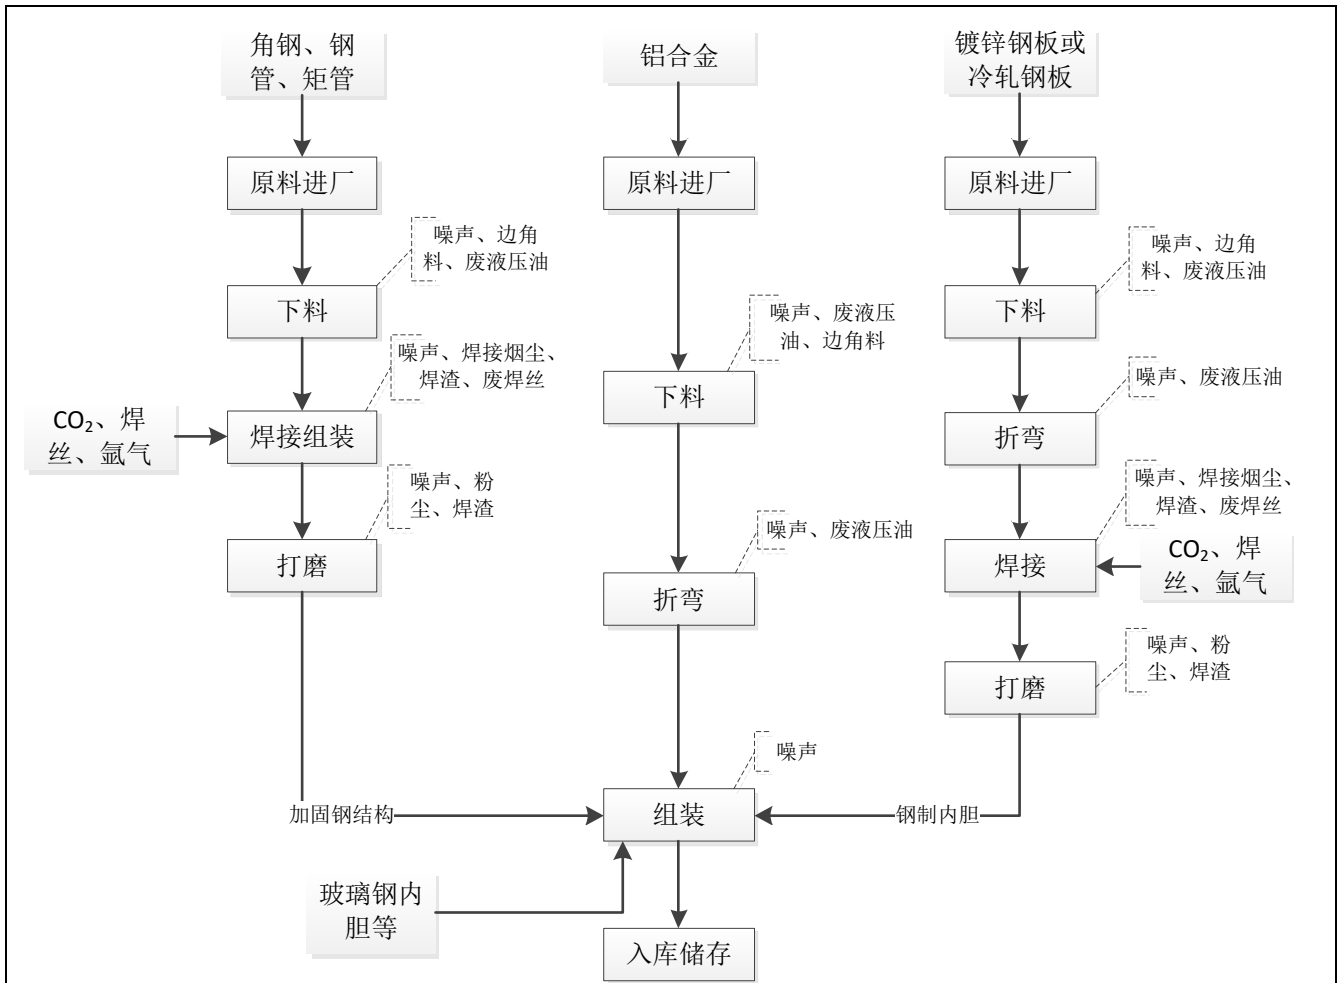 角钢、钢
管、矩管
铝合金
镀锌钢板或
冷轧钢板
原料进厂
原料进厂
原料进厂
噪声、边角
料、废液压油
噪声、边角
料、废液压油
下料
噪声、废液压
油、边角料
下料
噪声、焊接烟尘、
焊渣、废焊丝
下料
噪声、废液压油
CO₂、焊
丝、氩气
焊接组装
折弯
噪声、粉
尘、焊渣
噪声、焊接烟尘、
焊渣、废焊丝
打磨
噪声、废液压油
焊接
CO₂、焊
丝、氩气
折弯
噪声、粉
尘、焊渣
打磨
噪声
加固钢结构
组装
钢制内胆
玻璃钢内
胆等
入库储存